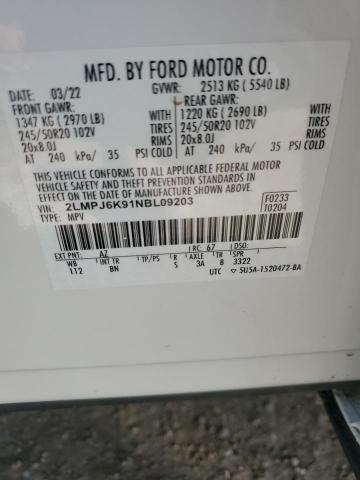 MFD. BY FORD MOTOR CO.
DATE: 03/22 GVWR: 2513 KG ( 5540 LB)
FRONT GAWR: REAR GAWR:
1347 KG ( 2970 LB) 1220 KG ( 2690 LB) WITH
245/50R20 102V TIRES 245/50R20 102V TIRES
20x8.0J RIMS 20x8.0J RIMS
AT 240 kPa/ 35 PSI COLD AT 240 kPa/ 35 PSI COLD
THIS VEHICLE CONFORMS TO ALL APPLICABLE FEDERAL MOTOR
VEHICLE SAFETY AND BUMPER STANDARDS IN EFFECT ON THE DATE OF
MANUFACTURE SHOWN ABOVE.
VIN: 2LMPJ6K91NBL09203 F0233
TYPE: MPV T0204
EXT PNT: AZ RC: 67 DSO:
WB INT TR TP/PS R AXLE TR SPR
112 BN S 3A 8 3322
UTC 5U5A-1520472-BA